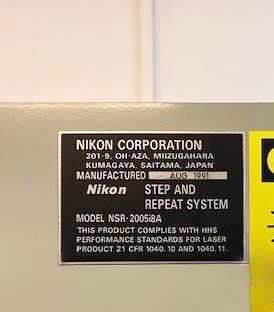 NIKON CORPORATION
201-9, OH-AZA, MIIZUGAHARA
KUMAGAYA, SAITAMA, JAPAN
MANUFACTURED AUG 1991
Nikon STEP AND
REPEAT SYSTEM
MODEL NSR-2005i8A
THIS PRODUCT COMPLIES WITH HHS
PERFORMANCE STANDARDS FOR LASER
PRODUCT 21 CFR 1040.10 AND 1040.11.